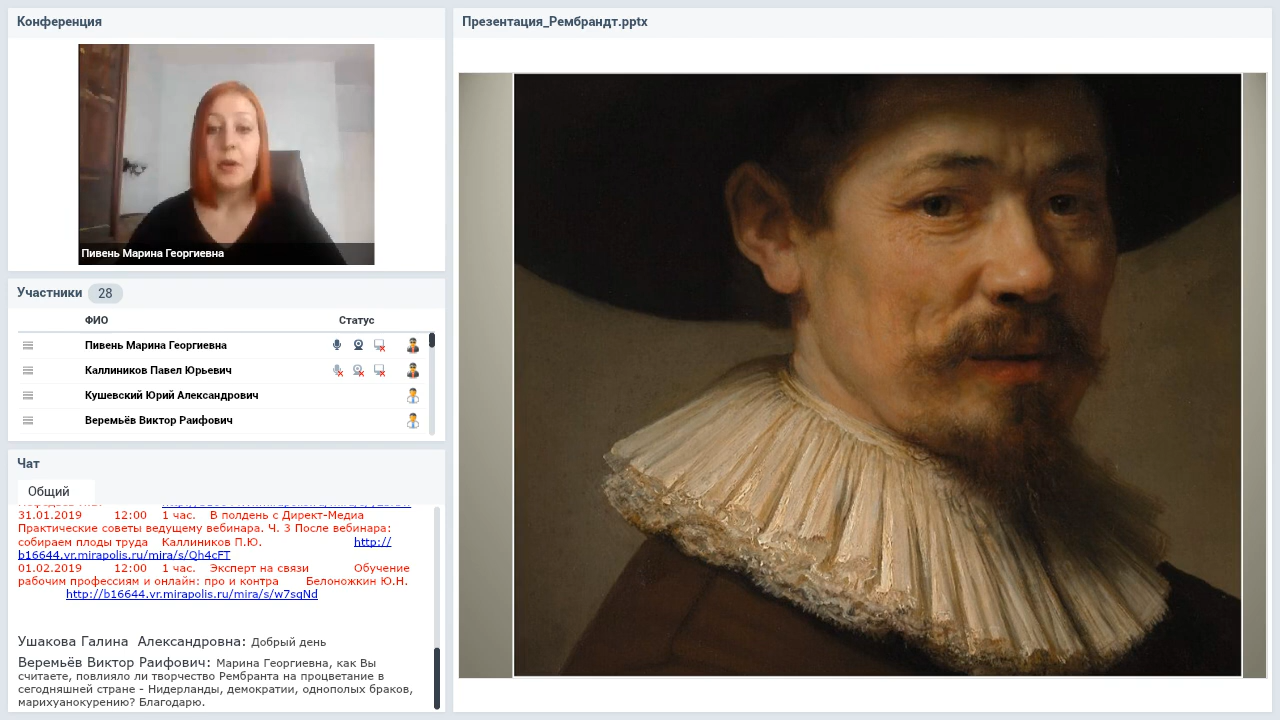 Конференция
Пивень Марина Георгиевна
Участники 28
ФИО Статус
Пивень Марина Георгиевна
Каллиников Павел Юрьевич
Кушевский Юрий Александрович
Веремьёв Виктор Раифович
Чат
Общий
31.01.2019 12:00 1 час. В полдень с Директ-Медиа
Практические советы ведущему вебинара. Ч. 3 После вебинара:
собираем плоды труда Каллиников П.Ю. http://
b16644.vr.mirapolis.ru/mira/s/Qh4cFT
01.02.2019 12:00 1 час. Эксперт на связи Обучение
рабочим профессиям и онлайн: про и контра Белоножкин Ю.Н.
http://b16644.vr.mirapolis.ru/mira/s/w7sqNd
Ушакова Галина Александровна: Добрый день
Веремьёв Виктор Раифович: Марина Георгиевна, как Вы
считаете, повлияло ли творчество Рембранта на процветание в
сегодняшней стране - Нидерланды, демократии, однополых браков,
марихуанокурению? Благодарю.
Презентация_Рембрандт.pptx